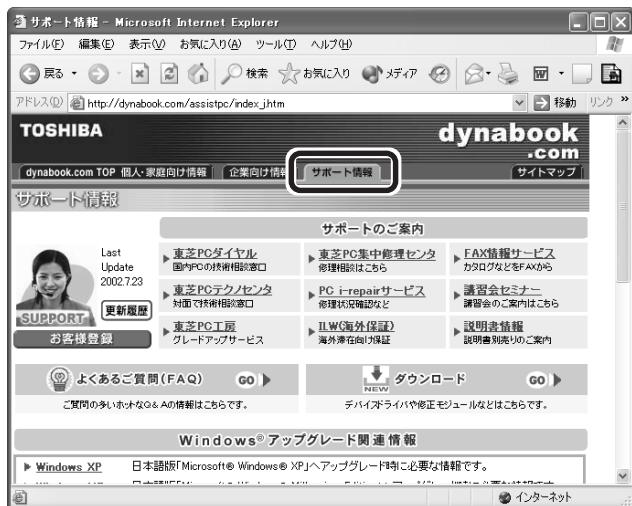 サポート情報 - Microsoft Internet Explorer
ファイル(F) 編集(E) 表示(V) お気に入り(A) ツール(T) ヘルプ(H)
戻る 検索 お気に入り メディア
アドレス(D) http://dynabook.com/assistpc/index_j.htm 移動 リンク »
TOSHIBA dynabook.com
dynabook.com TOP 個人・家庭向け情報 企業向け情報 サポート情報 サイトマップ
サポート情報
サポートのご案内
Last Update 2002.7.23
更新履歴
SUPPORT
お客様登録
東芝PCダイヤル 東芝PC集中修理センタ FAX情報サービス
国内PCの技術相談窓口 修理相談はこちら カタログなどをFAXから
東芝PCテクノセンタ PC i-repairサービス 講習会セミナー
対面で技術相談窓口 修理状況確認など 講習会のご案内はこちら
東芝PC工房 ILW(海外保証) 説明書情報
グレードアップサービス 海外滞在向け保証 説明書別売りのご案内
よくあるご質問(FAQ) GO NEW ダウンロード GO
ご質問の多いホットなQ&Aの情報はこちらです。 デバイスドライバや修正モジュールなどはこちらです。
Windows® アップグレード関連情報
Windows XP 日本語版「Microsoft® Windows® XP」へアップグレード時に必要な情報です。
インターネット